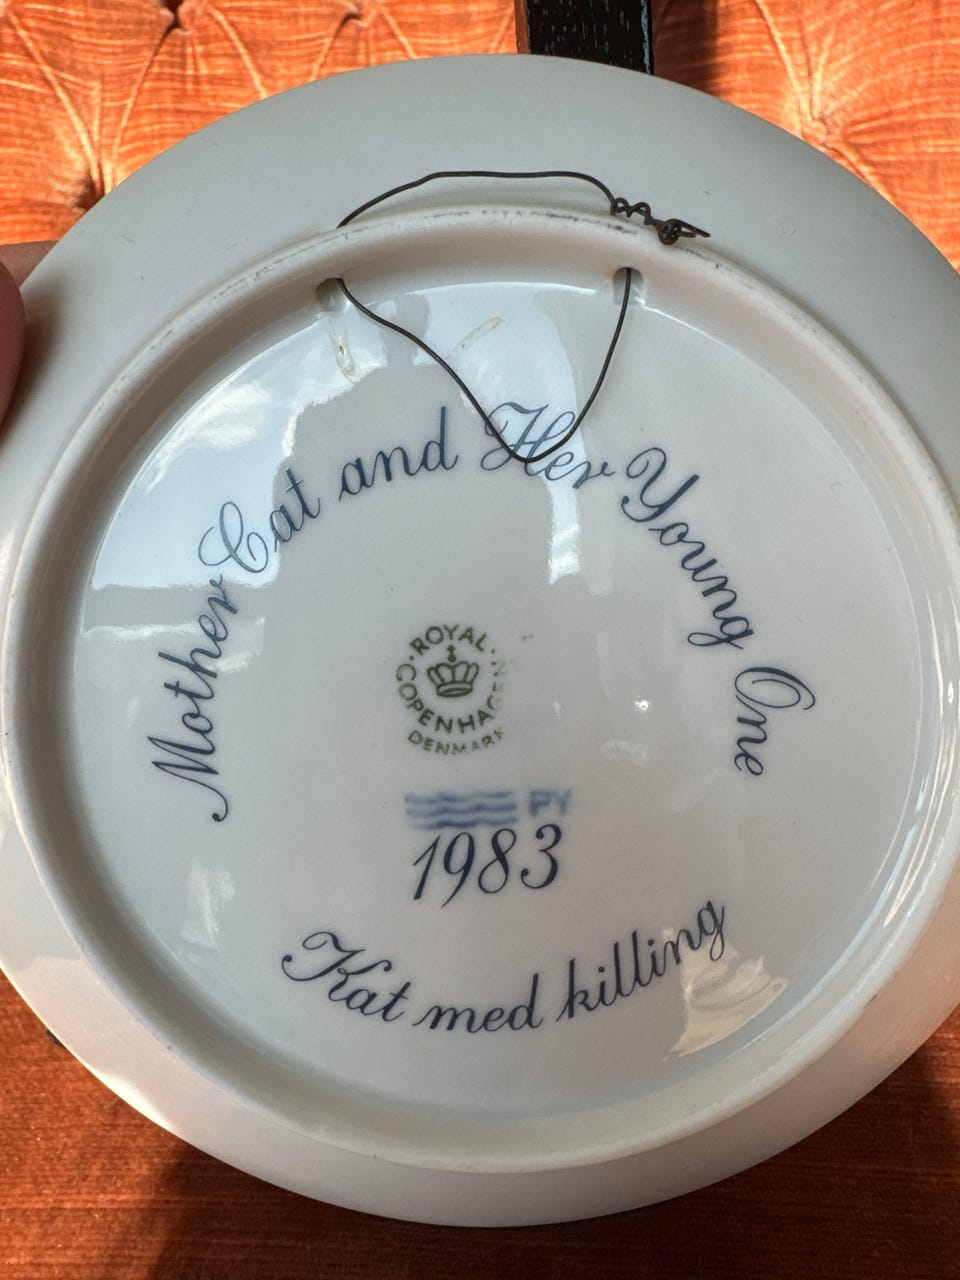 Mother Cat and Her Young One
ROYAL
COPENHAGEN
DENMARK
PY
1983
Kat med killing